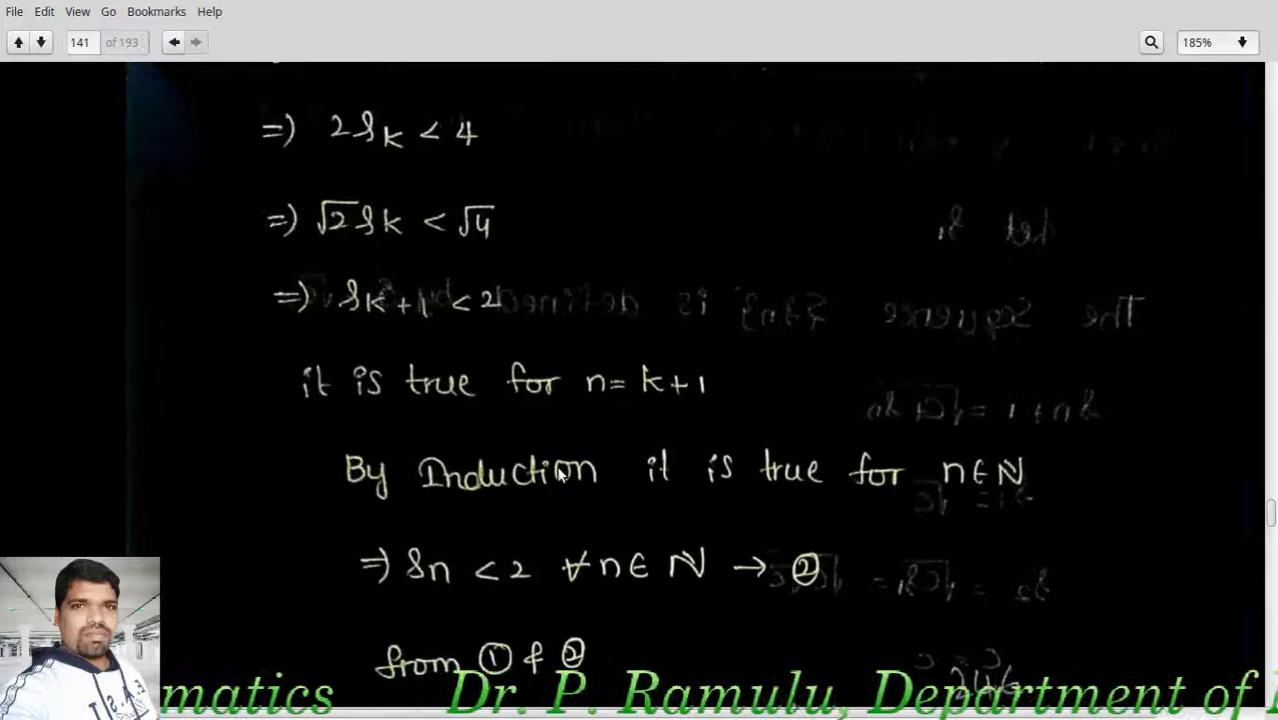 File Edit View Go Bookmarks Help
141 of 193 185%
=) 2Sk < 4
=) √2Sk < √4
=) Sk+1 < 2
it is true for n= k+1
By Induction it is true for n∈ℕ
=) Sn < 2 ∀ n∈ ℕ → ②
from ① & ②
matics Dr. P. Ramulu, Department of